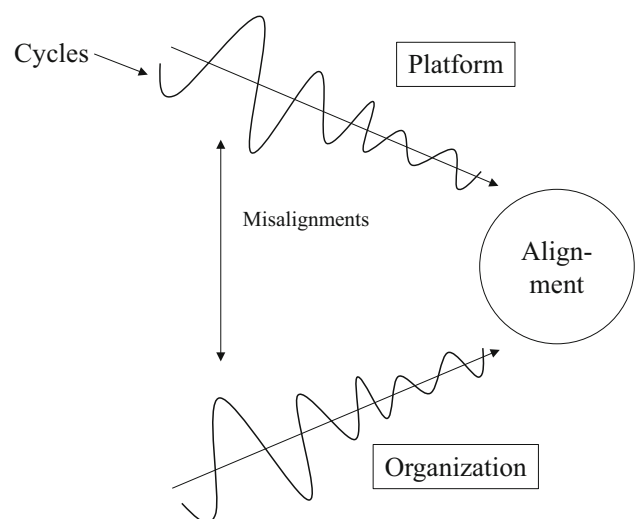 Cycles
Platform
Misalignments
Align-
ment
Organization